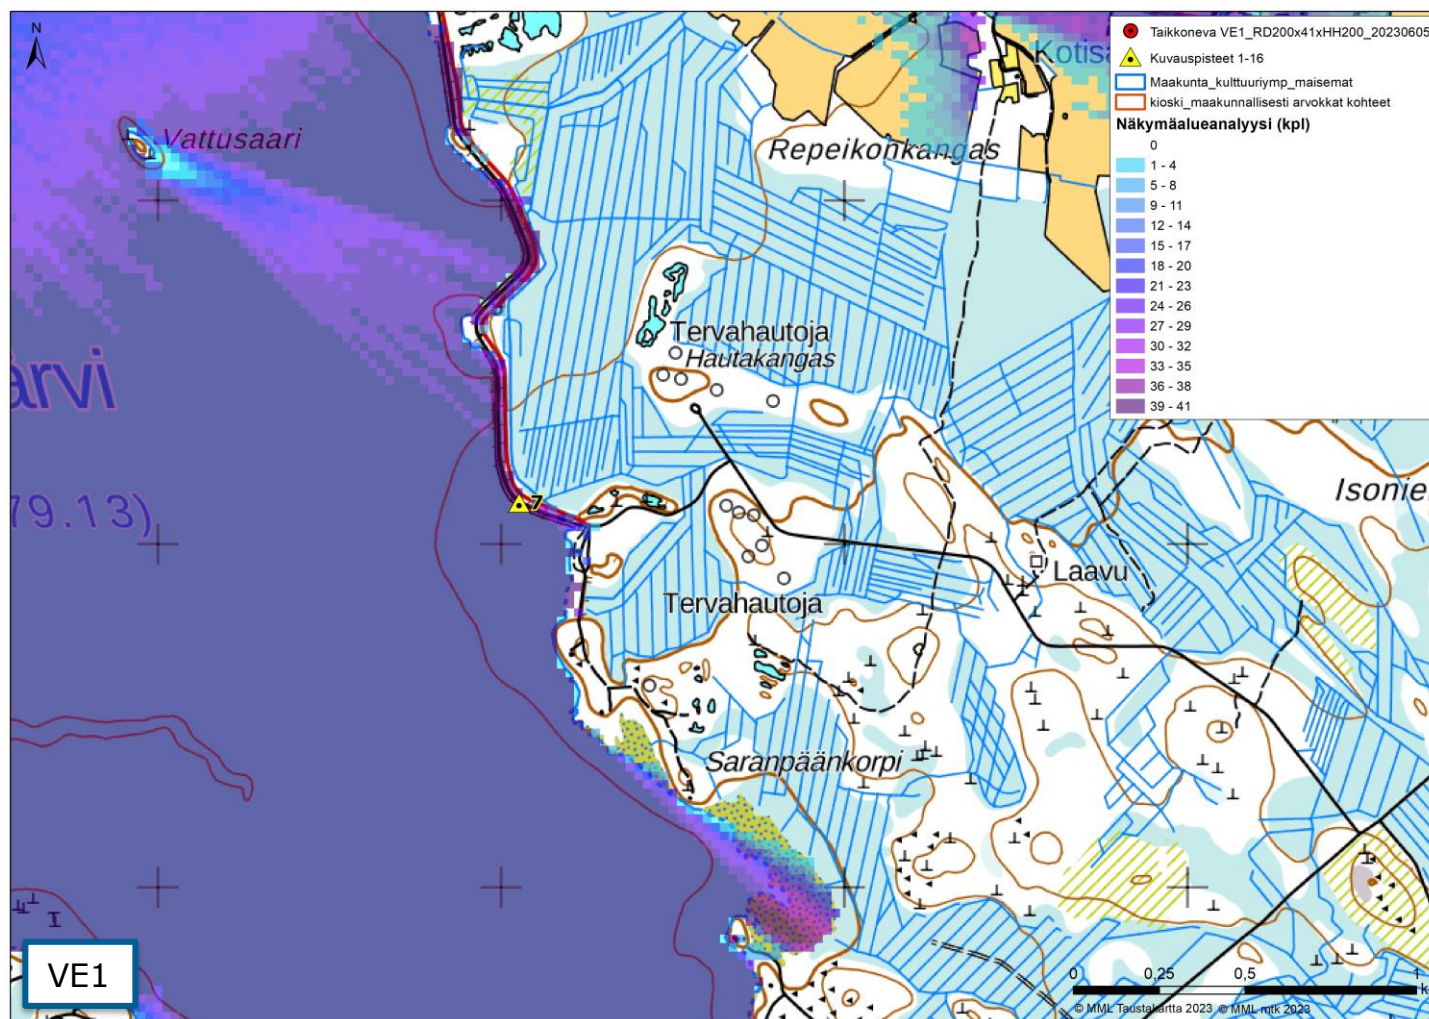 N
Vattusaari
Repeikonkangas
Kotisa
Taikkoneva VE1_RD200x41xHH200_20230605
Kuvauspisteet 1-16
Maakunta_kulttuuriymp_maisemat
kioski_maakunnallisesti arvokkat kohteet
Näkymäalueanalyysi (kpl)
0
1 - 4
5 - 8
9 - 11
12 - 14
15 - 17
18 - 20
21 - 23
24 - 26
27 - 29
30 - 32
33 - 35
36 - 38
39 - 41
Tervahautoja
Hautakangas
ärvi
79.13)
7
Isonie
Laavu
Tervahautoja
Saranpäänkorpi
VE1
0 0,25 0,5 1
k
© MML Taustakartta 2023 © MML mtk 2023